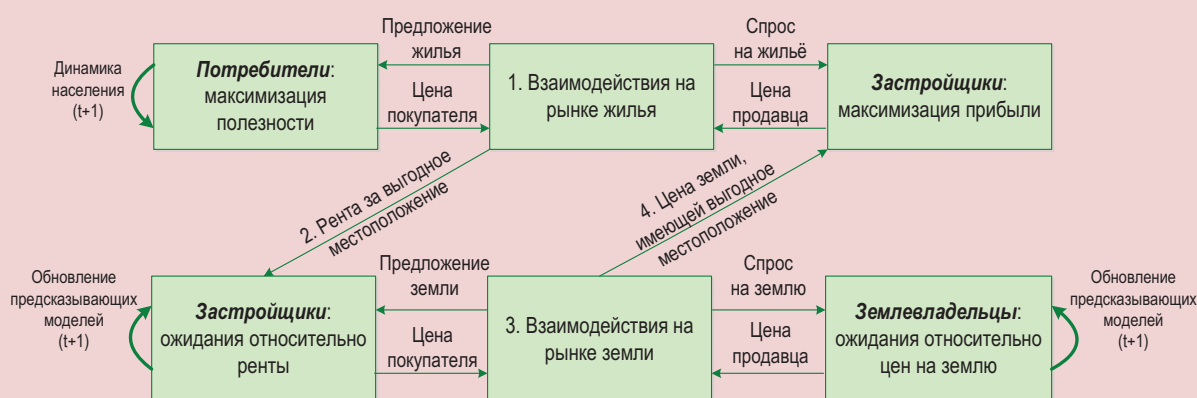 Предложение
жилья
Спрос
на жильё
Динамика
населения
(t+1)
Потребители:
максимизация
полезности
Цена
покупателя
1. Взаимодействия на
рынке жилья
Цена
продавца
Застройщики:
максимизация прибыли
2. Рента за выгодное
местоположение
4. Цена земли,
имеющей выгодное
местоположение
Обновление
предсказывающих
моделей
(t+1)
Застройщики:
ожидания относительно
ренты
Предложение
земли
Цена
покупателя
3. Взаимодействия на
рынке земли
Спрос
на землю
Цена
продавца
Землевладельцы:
ожидания относительно
цен на землю
Обновление
предсказывающих
моделей
(t+1)